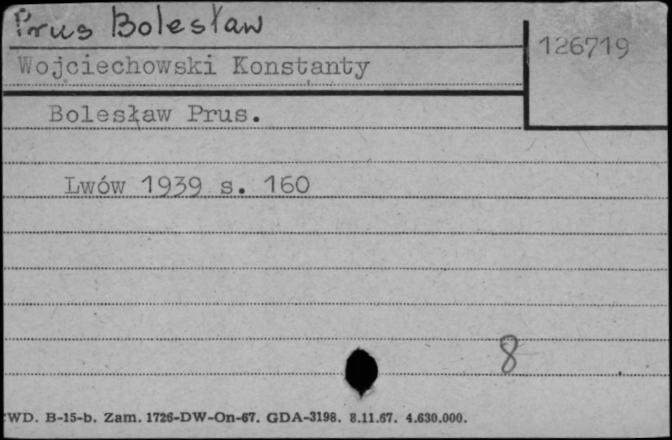 Prus Bolesław
126719
Wojciechowski Konstanty
Bolesław Prus.
Lwów 1939 s. 160
8
WD. B-15-b. Zam. 1726-DW-On-67. GDA-3198. 8.11.67. 4.630.000.